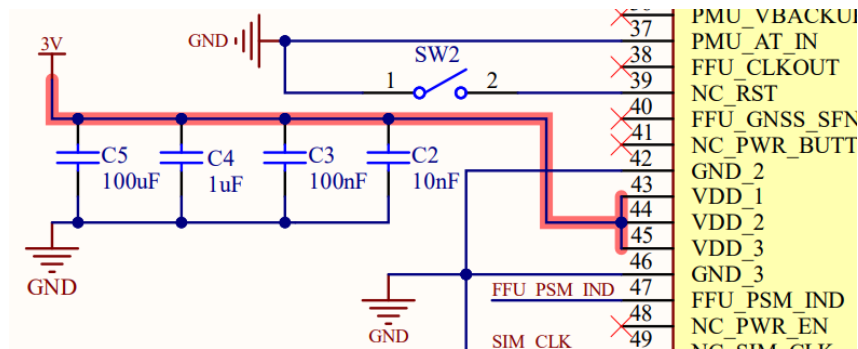 PMU_VBACKUP
3V
GND
37
PMU_AT_IN
SW2
38
FFU_CLKOUT
1
2
39
NC_RST
40
FFU_GNSS_SFN
41
NC_PWR_BUTT
C5
100uF
C4
1uF
C3
100nF
C2
10nF
42
GND_2
43
VDD_1
44
VDD_2
45
VDD_3
GND
46
GND_3
FFU_PSM_IND
47
FFU_PSM_IND
GND
48
NC_PWR_EN
SIM_CLK
49
NC_SIM_CLK